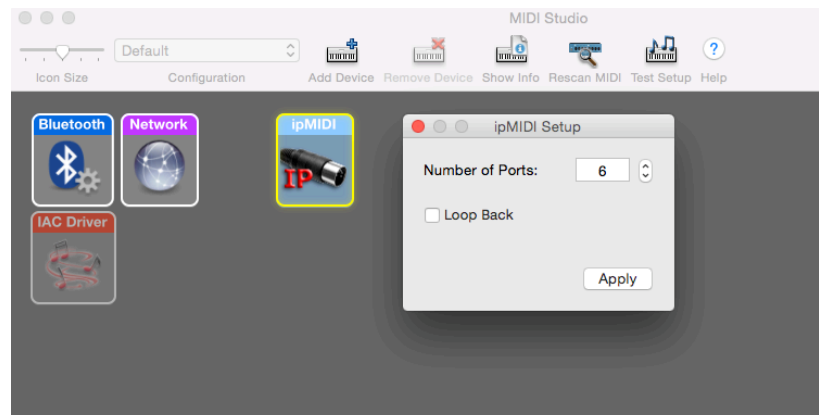 MIDI Studio
Default
Icon Size Configuration Add Device Remove Device Show Info Rescan MIDI Test Setup ? Help
Bluetooth Network ipMIDI
IP
IAC Driver
ipMIDI Setup
Number of Ports: 6
Loop Back
Apply